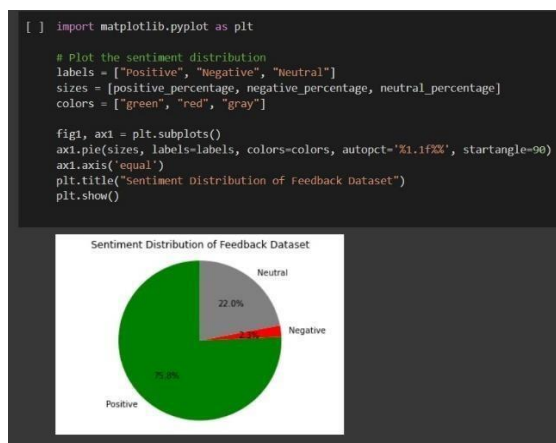 [ ] import matplotlib.pyplot as plt
# Plot the sentiment distribution
labels = ["Positive", "Negative", "Neutral"]
sizes = [positive_percentage, negative_percentage, neutral_percentage]
colors = ["green", "red", "gray"]
fig1, ax1 = plt.subplots()
ax1.pie(sizes, labels=labels, colors=colors, autopct='%1.1f%%', startangle=90)
ax1.axis('equal')
plt.title("Sentiment Distribution of Feedback Dataset")
plt.show()
Sentiment Distribution of Feedback Dataset
Neutral
22.0%
Negative
Positive